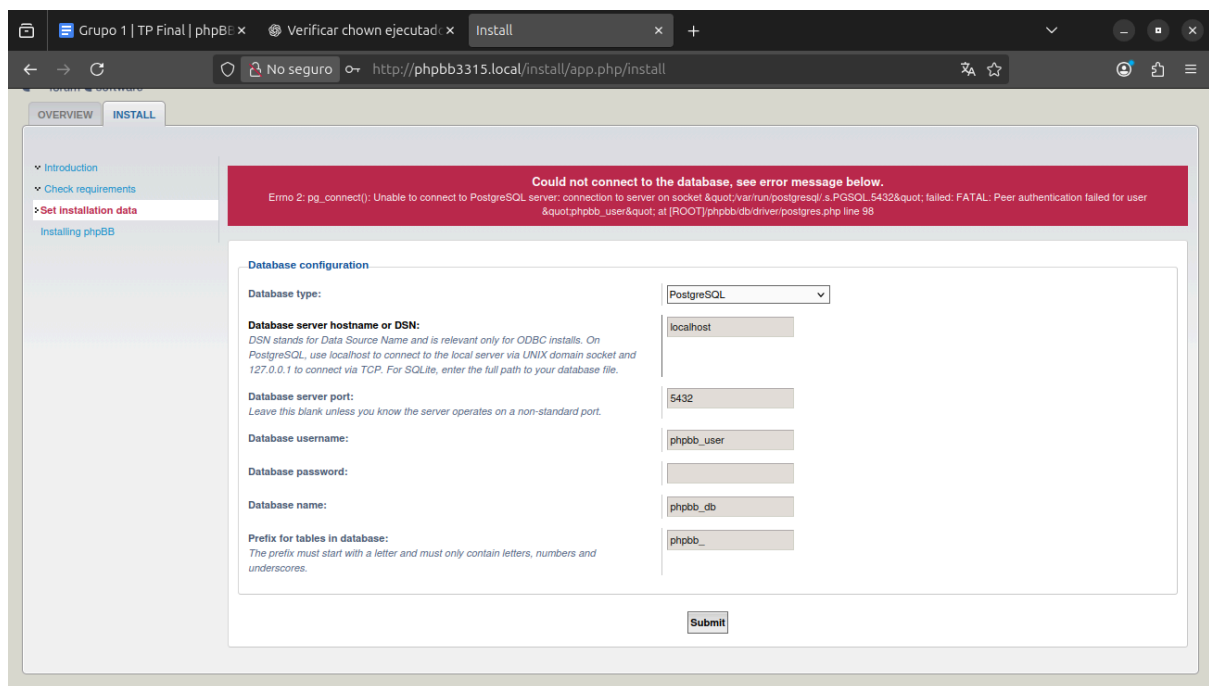 Grupo 1 | TP Final | phpBB
Verificar chown ejecutado
Install
No seguro
http://phpbb3315.local/install/app.php/install
forum software
OVERVIEW
INSTALL
Introduction
Check requirements
Set installation data
Installing phpBB
Could not connect to the database, see error message below.
Errno 2: pg_connect(): Unable to connect to PostgreSQL server: connection to server on socket &quot;/var/run/postgresql/.s.PGSQL.5432&quot; failed: FATAL: Peer authentication failed for user
&quot;phpbb_user&quot; at [ROOT]/phpbb/db/driver/postgres.php line 98
Database configuration
Database type:
PostgreSQL
Database server hostname or DSN:
localhost
DSN stands for Data Source Name and is relevant only for ODBC installs. On
PostgreSQL, use localhost to connect to the local server via UNIX domain socket and
127.0.0.1 to connect via TCP. For SQLite, enter the full path to your database file.
Database server port:
5432
Leave this blank unless you know the server operates on a non-standard port.
Database username:
phpbb_user
Database password:
Database name:
phpbb_db
Prefix for tables in database:
phpbb_
The prefix must start with a letter and must only contain letters, numbers and
underscores.
Submit